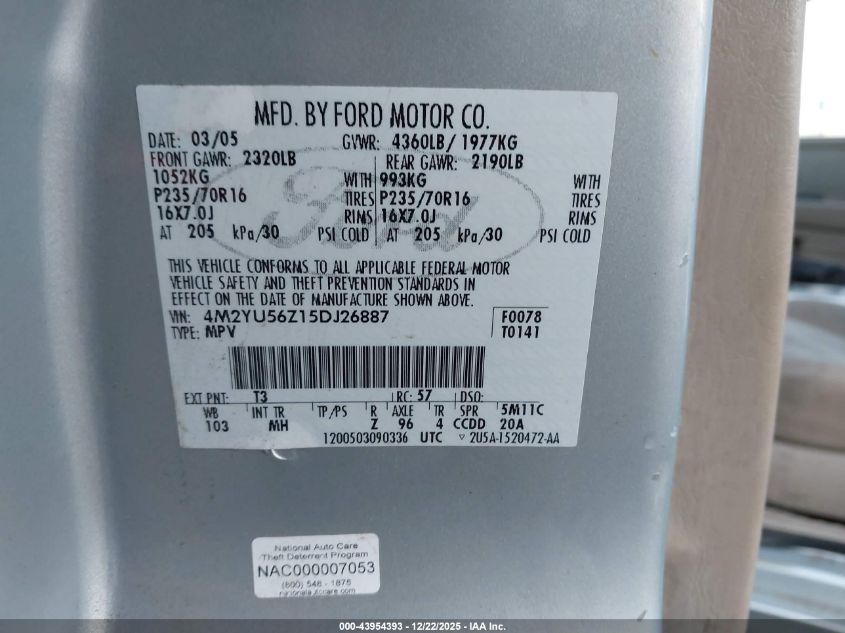 MFD. BY FORD MOTOR CO.
DATE: 03/05 GVWR: 4360LB/ 1977KG
FRONT GAWR: 2320LB REAR GAWR: 2190LB
1052KG WITH 993KG WITH
P235/70R16 TIRES P235/70R16 TIRES
16X7.0J RIMS 16X7.0J RIMS
AT 205 kPa/30 PSI COLD AT 205 kPa/30 PSI COLD
Ford
THIS VEHICLE CONFORMS TO ALL APPLICABLE FEDERAL MOTOR
VEHICLE SAFETY AND THEFT PREVENTION STANDARDS IN
EFFECT ON THE DATE OF MANUFACTURE SHOWN ABOVE.
VIN: 4M2YU56Z15DJ26887 F0078
TYPE: MPV T0141
EXT PNT: T3 RC: 57 DSO:
WB INT TR TP/PS R AXLE TR SPR 5M11C
103 MH Z 96 4 CCDD 20A
1200503090336 UTC ▽ 2U5A-1520472-AA
National Auto Care
Theft Deterrent Program
NAC000007053
(800) 548 - 1875
nationalautocare.com
000-43954393 - 12/22/2025 - IAA Inc.